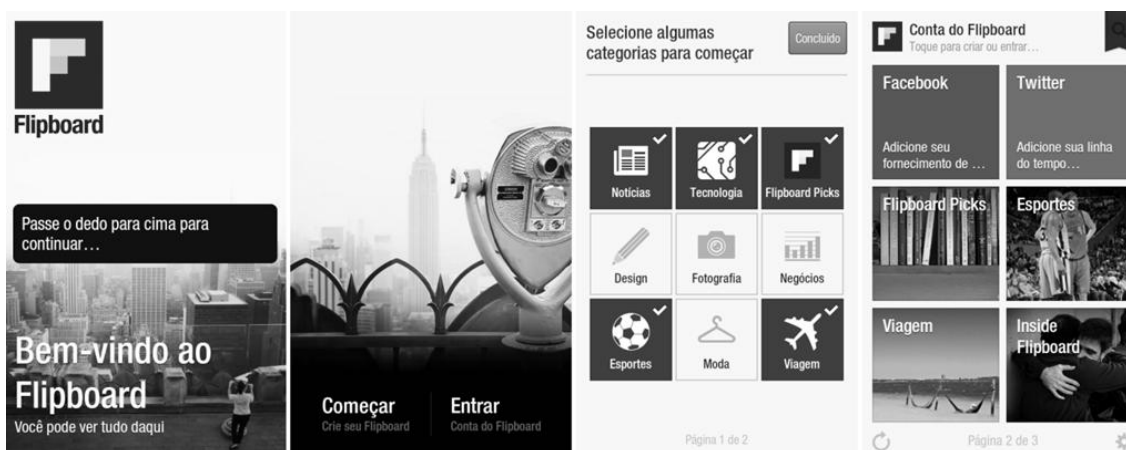 Flipboard
Passe o dedo para cima para
continuar...
Bem-vindo ao
Flipboard
Você pode ver tudo daqui
Começar
Crie seu Flipboard
Entrar
Conta do Flipboard
Selecione algumas
categorias para começar
Concluído
Notícias
Tecnologia
Flipboard Picks
Design
Fotografia
Negócios
Esportes
Moda
Viagem
Página 1 de 2
Conta do Flipboard
Toque para criar ou entrar...
Facebook
Adicione seu
fornecimento de ...
Twitter
Adicione sua linha
do tempo...
Flipboard Picks
Esportes
Viagem
Inside
Flipboard
Página 2 de 3